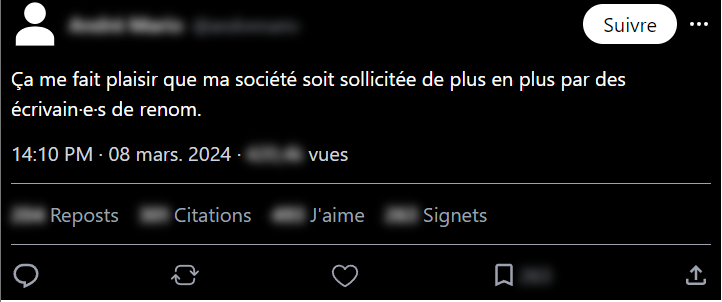 Suivre
Ça me fait plaisir que ma société soit sollicitée de plus en plus par des
écrivain·e·s de renom.
14:10 PM · 08 mars. 2024 · vues
Reposts Citations J'aime Signets